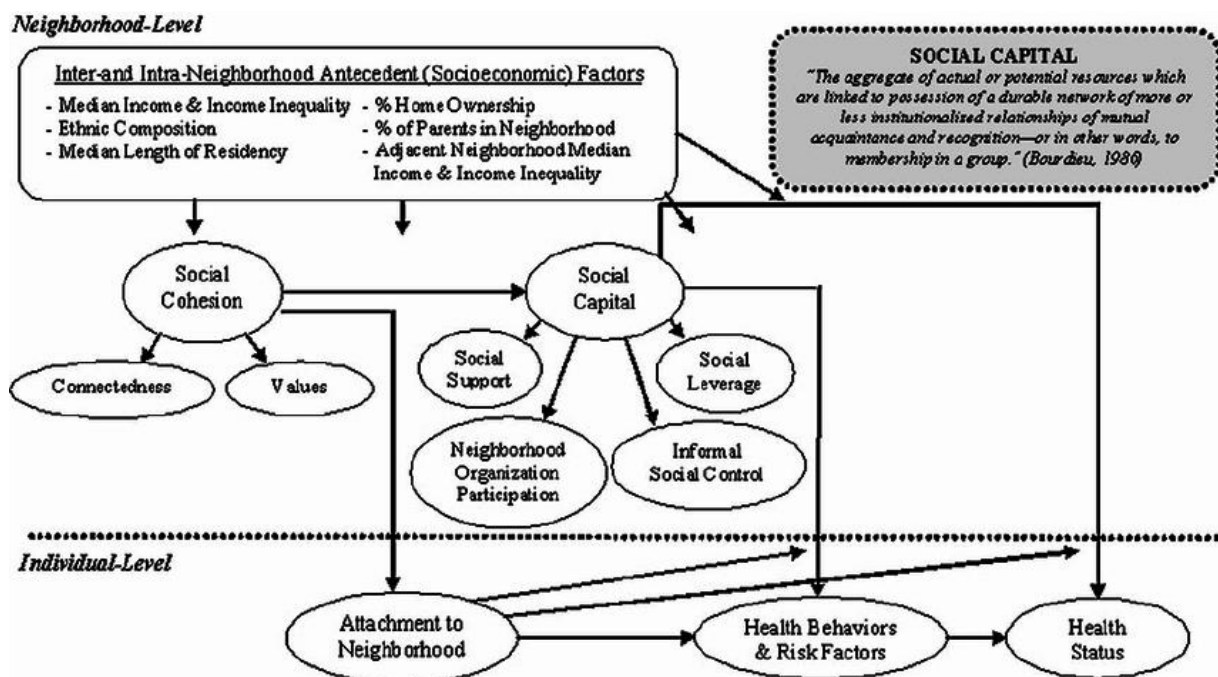 Neighborhood-Level
Inter-and Intra-Neighborhood Antecedent (Socioeconomic) Factors
- Median Income & Income Inequality
- Ethnic Composition
- Median Length of Residency
- % Home Ownership
- % of Parents in Neighborhood
- Adjacent Neighborhood Median
Income & Income Inequality
SOCIAL CAPITAL
"The aggregate of actual or potential resources which
are linked to possession of a durable network of more or
less institutionalized relationships of mutual
acquaintance and recognition—or in other words, to
membership in a group." (Bourdieu, 1986)
Social
Cohesion
Social
Capital
Connectedness
Values
Social
Support
Social
Leverage
Neighborhood
Organization
Participation
Informal
Social Control
Individual-Level
Attachment to
Neighborhood
Health Behaviors
& Risk Factors
Health
Status